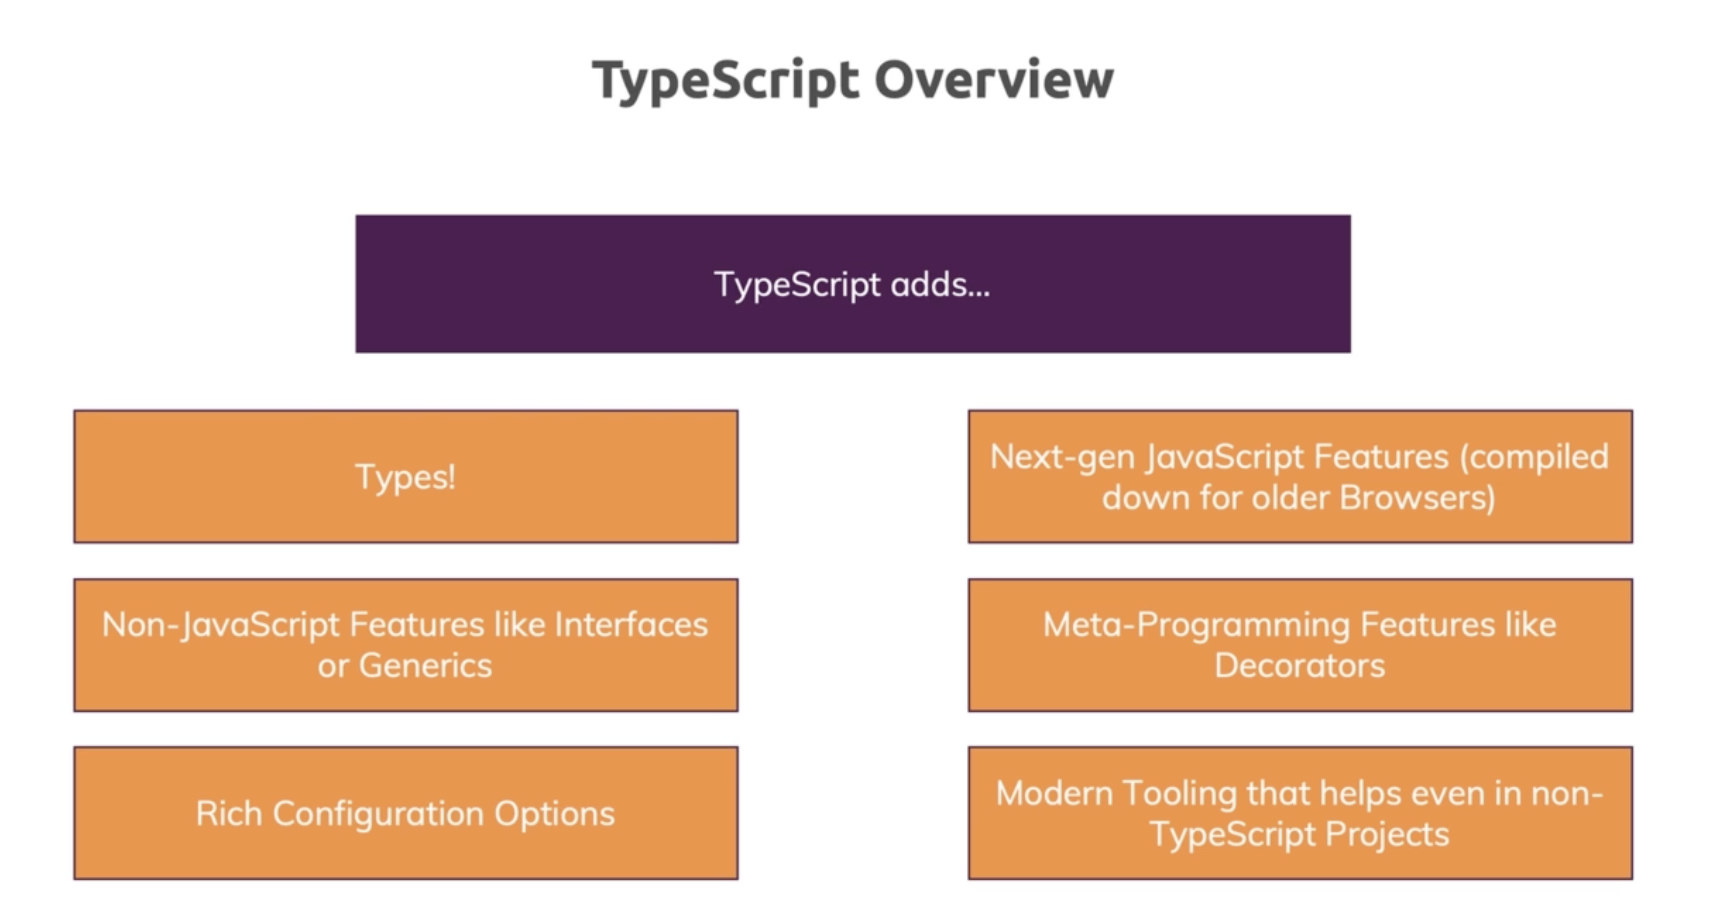 TypeScript Overview
TypeScript adds...
Types!
Next-gen JavaScript Features (compiled
down for older Browsers)
Non-JavaScript Features like Interfaces
or Generics
Meta-Programming Features like
Decorators
Rich Configuration Options
Modern Tooling that helps even in non-
TypeScript Projects